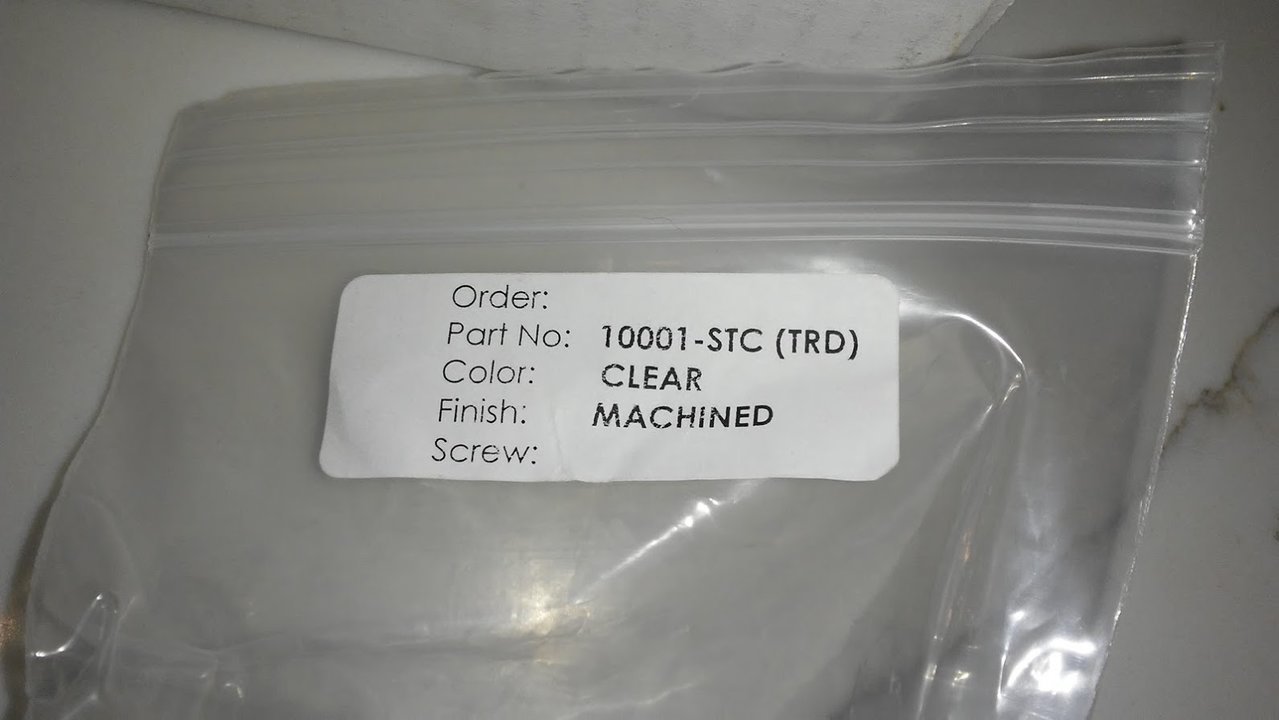 Order:
Part No: 10001-STC (TRD)
Color: CLEAR
Finish: MACHINED
Screw: